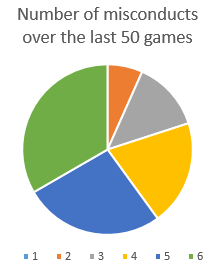 Number of misconducts
over the last 50 games
1 2 3 4 5 6